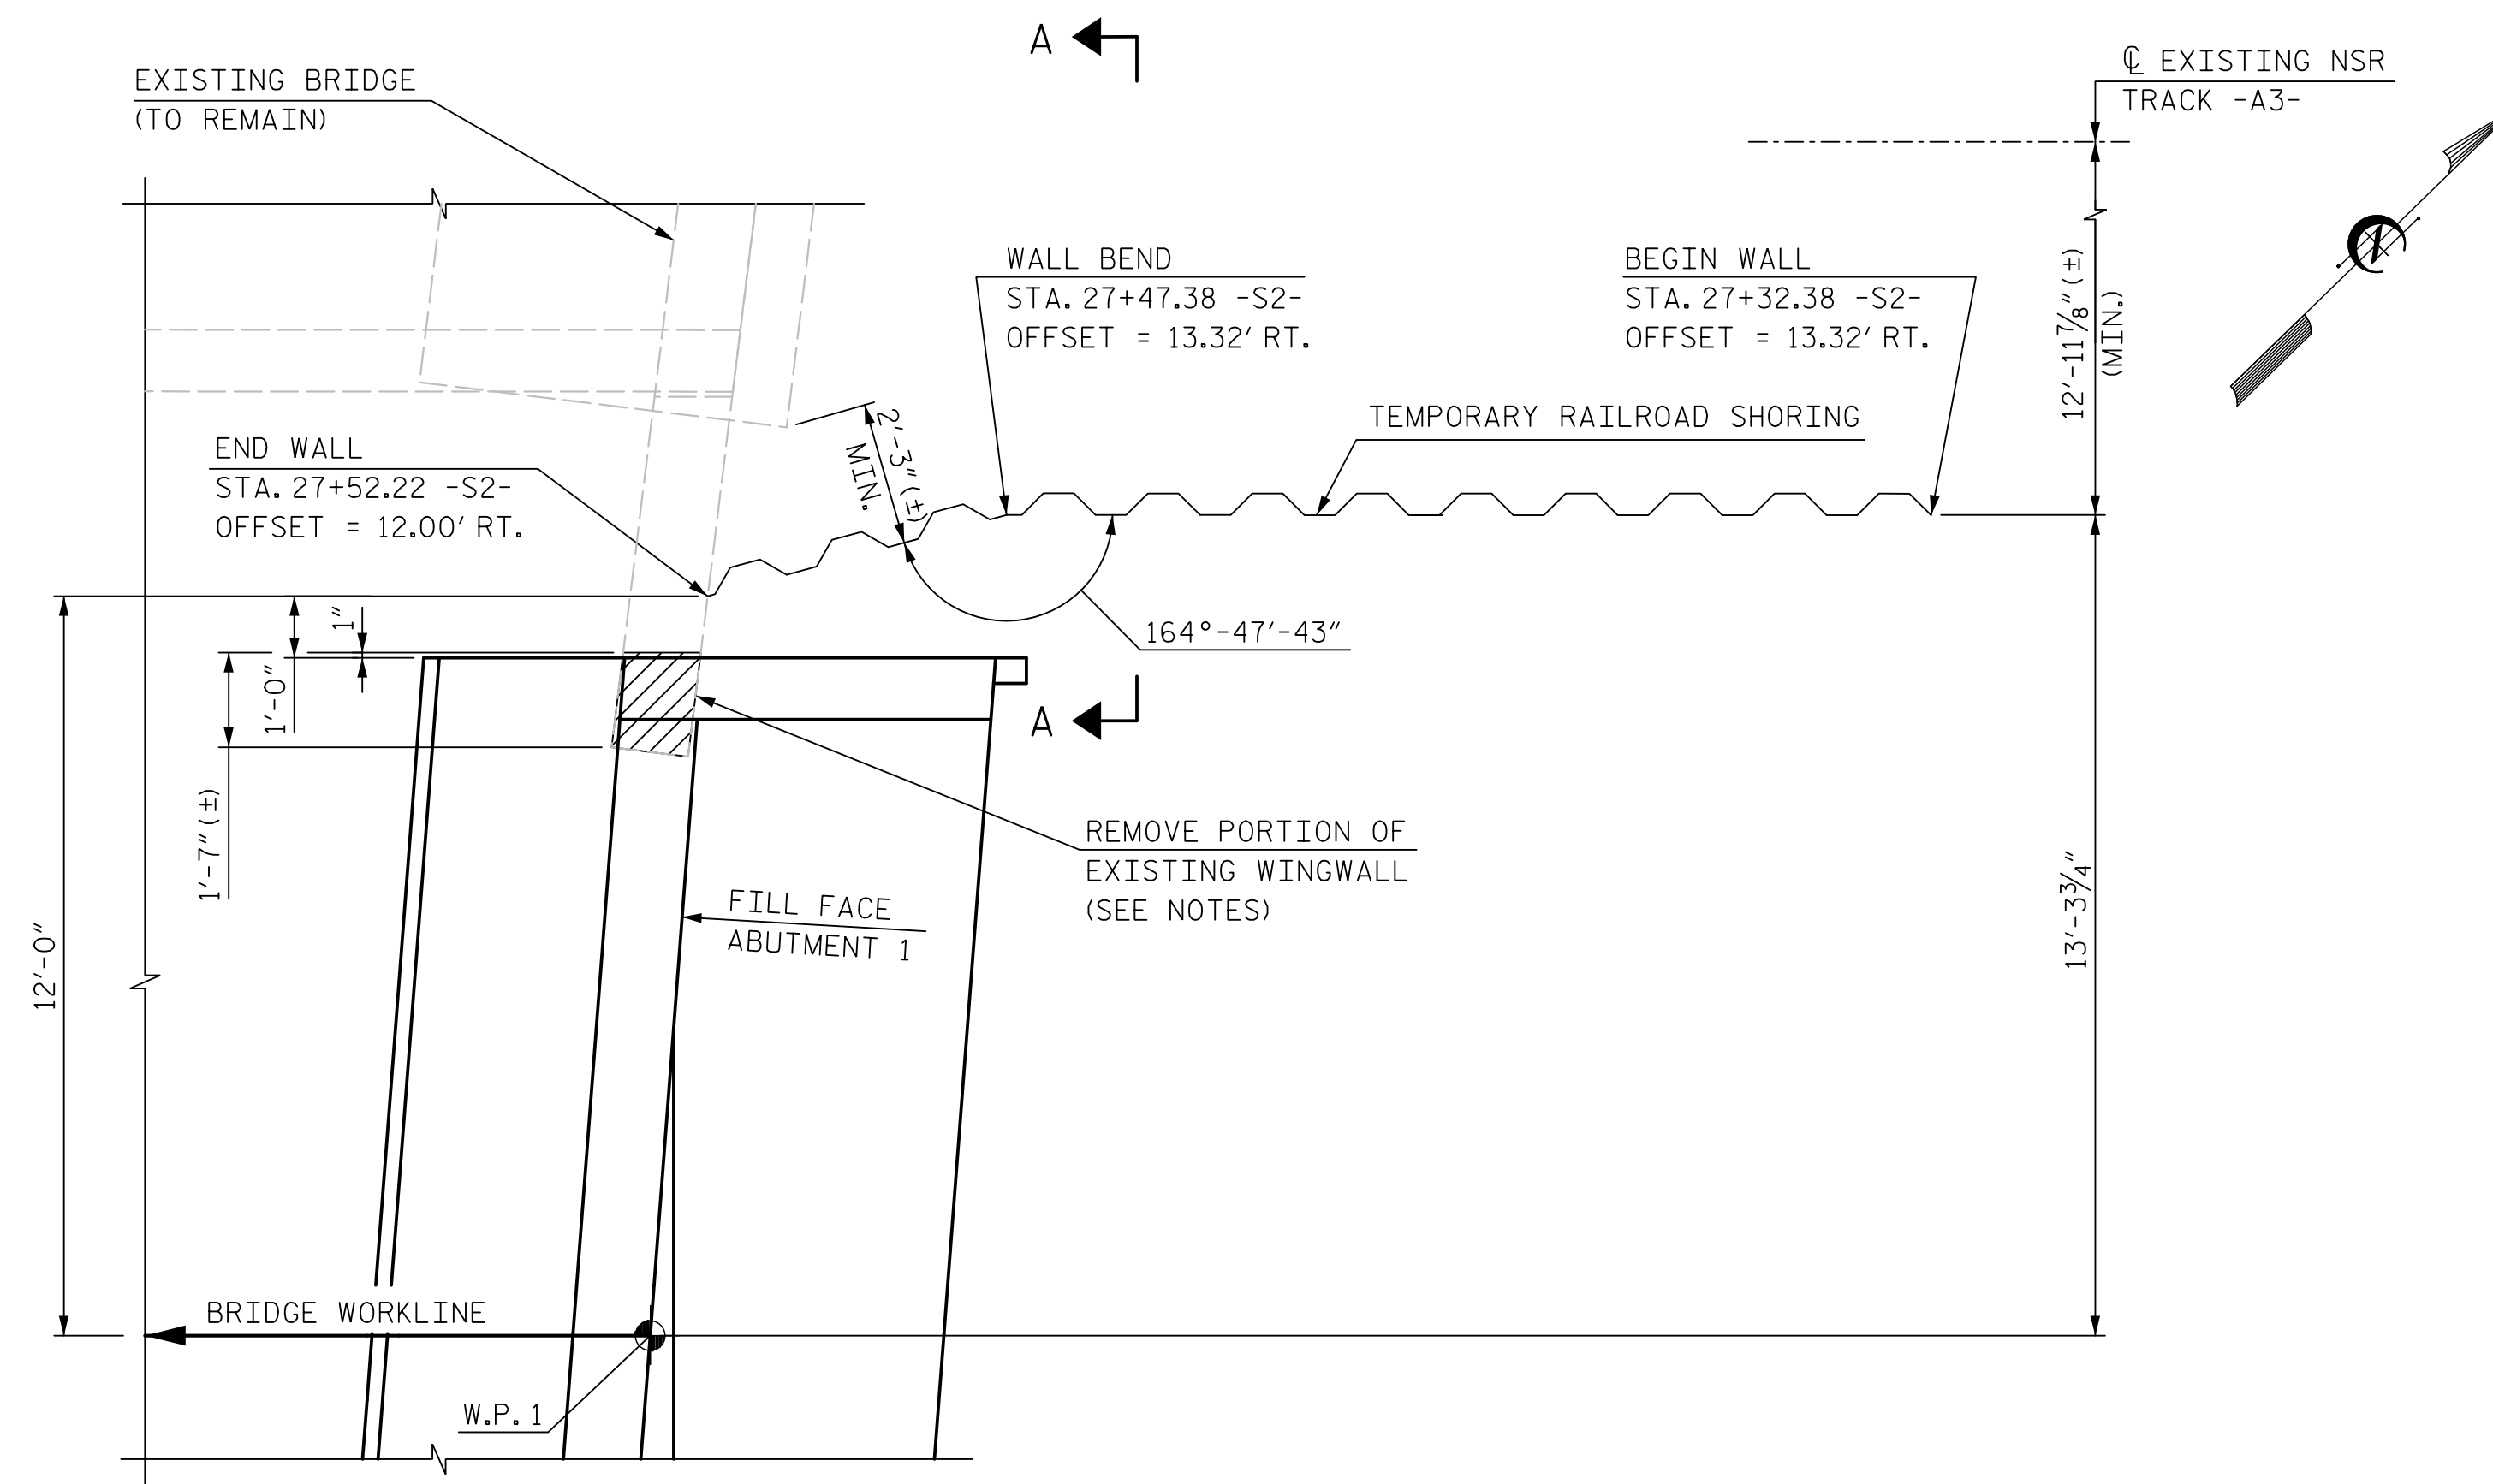 A
℄ EXISTING NSR
TRACK -A3-
EXISTING BRIDGE
(TO REMAIN)
WALL BEND
STA. 27+47.38 -S2-
OFFSET = 13.32' RT.
BEGIN WALL
STA. 27+32.38 -S2-
OFFSET = 13.32' RT.
12'-11 7/8" (±)
(MIN.)
TEMPORARY RAILROAD SHORING
2'-3" (±)
MIN.
END WALL
STA. 27+52.22 -S2-
OFFSET = 12.00' RT.
1"
1'-0"
164°-47'-43"
A
1'-7" (±)
REMOVE PORTION OF
EXISTING WINGWALL
(SEE NOTES)
FILL FACE
ABUTMENT 1
12'-0"
13'-3 3/4"
BRIDGE WORKLINE
W.P. 1